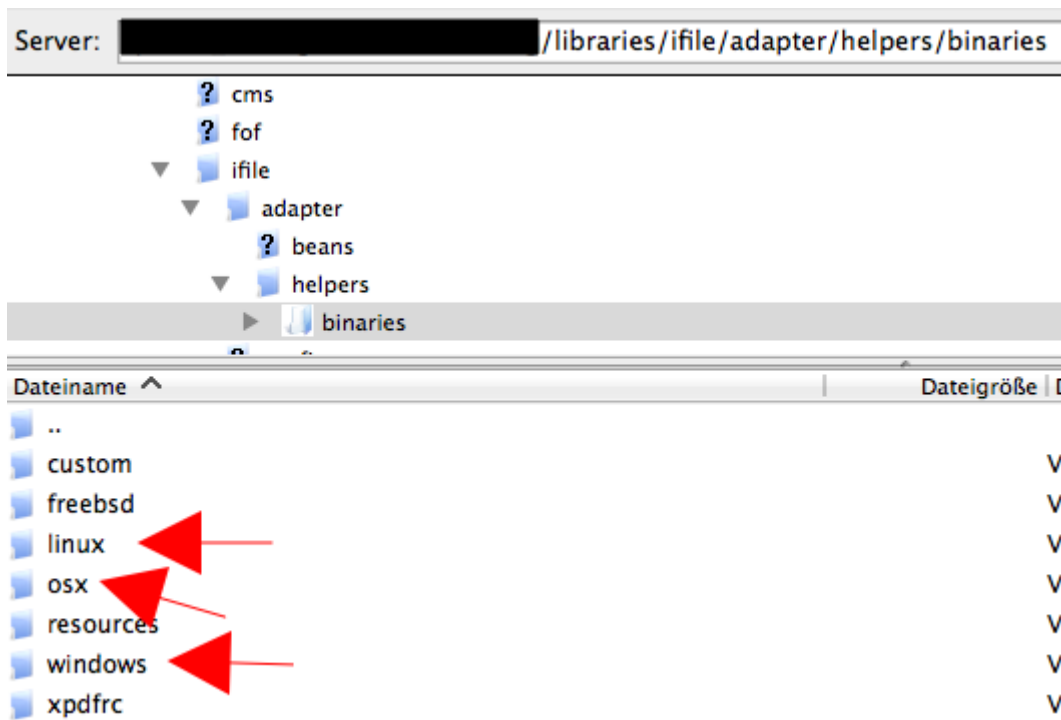 Server: /libraries/ifile/adapter/helpers/binaries
? cms
? fof
ifile
adapter
? beans
helpers
binaries
Dateiname Dateigröße D
..
custom V
freebsd V
linux V
osx V
resources V
windows V
xpdfrc V